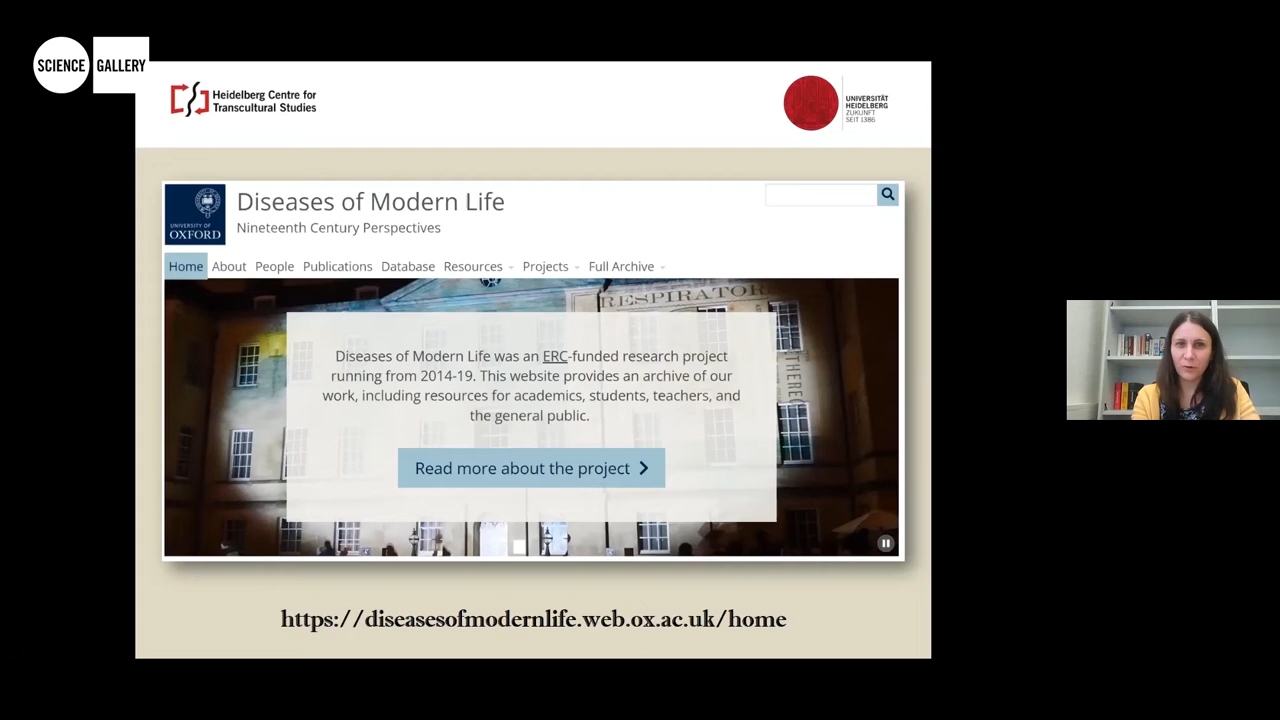 SCIENCE GALLERY
Heidelberg Centre for
Transcultural Studies
UNIVERSITÄT
HEIDELBERG
ZUKUNFT
SEIT 1386
UNIVERSITY OF
OXFORD
Diseases of Modern Life
Nineteenth Century Perspectives
Home About People Publications Database Resources Projects Full Archive
RESPIRATOR
Diseases of Modern Life was an ERC-funded research project
running from 2014-19. This website provides an archive of our
work, including resources for academics, students, teachers, and
the general public.
Read more about the project
https://diseasesofmodernlife.web.ox.ac.uk/home